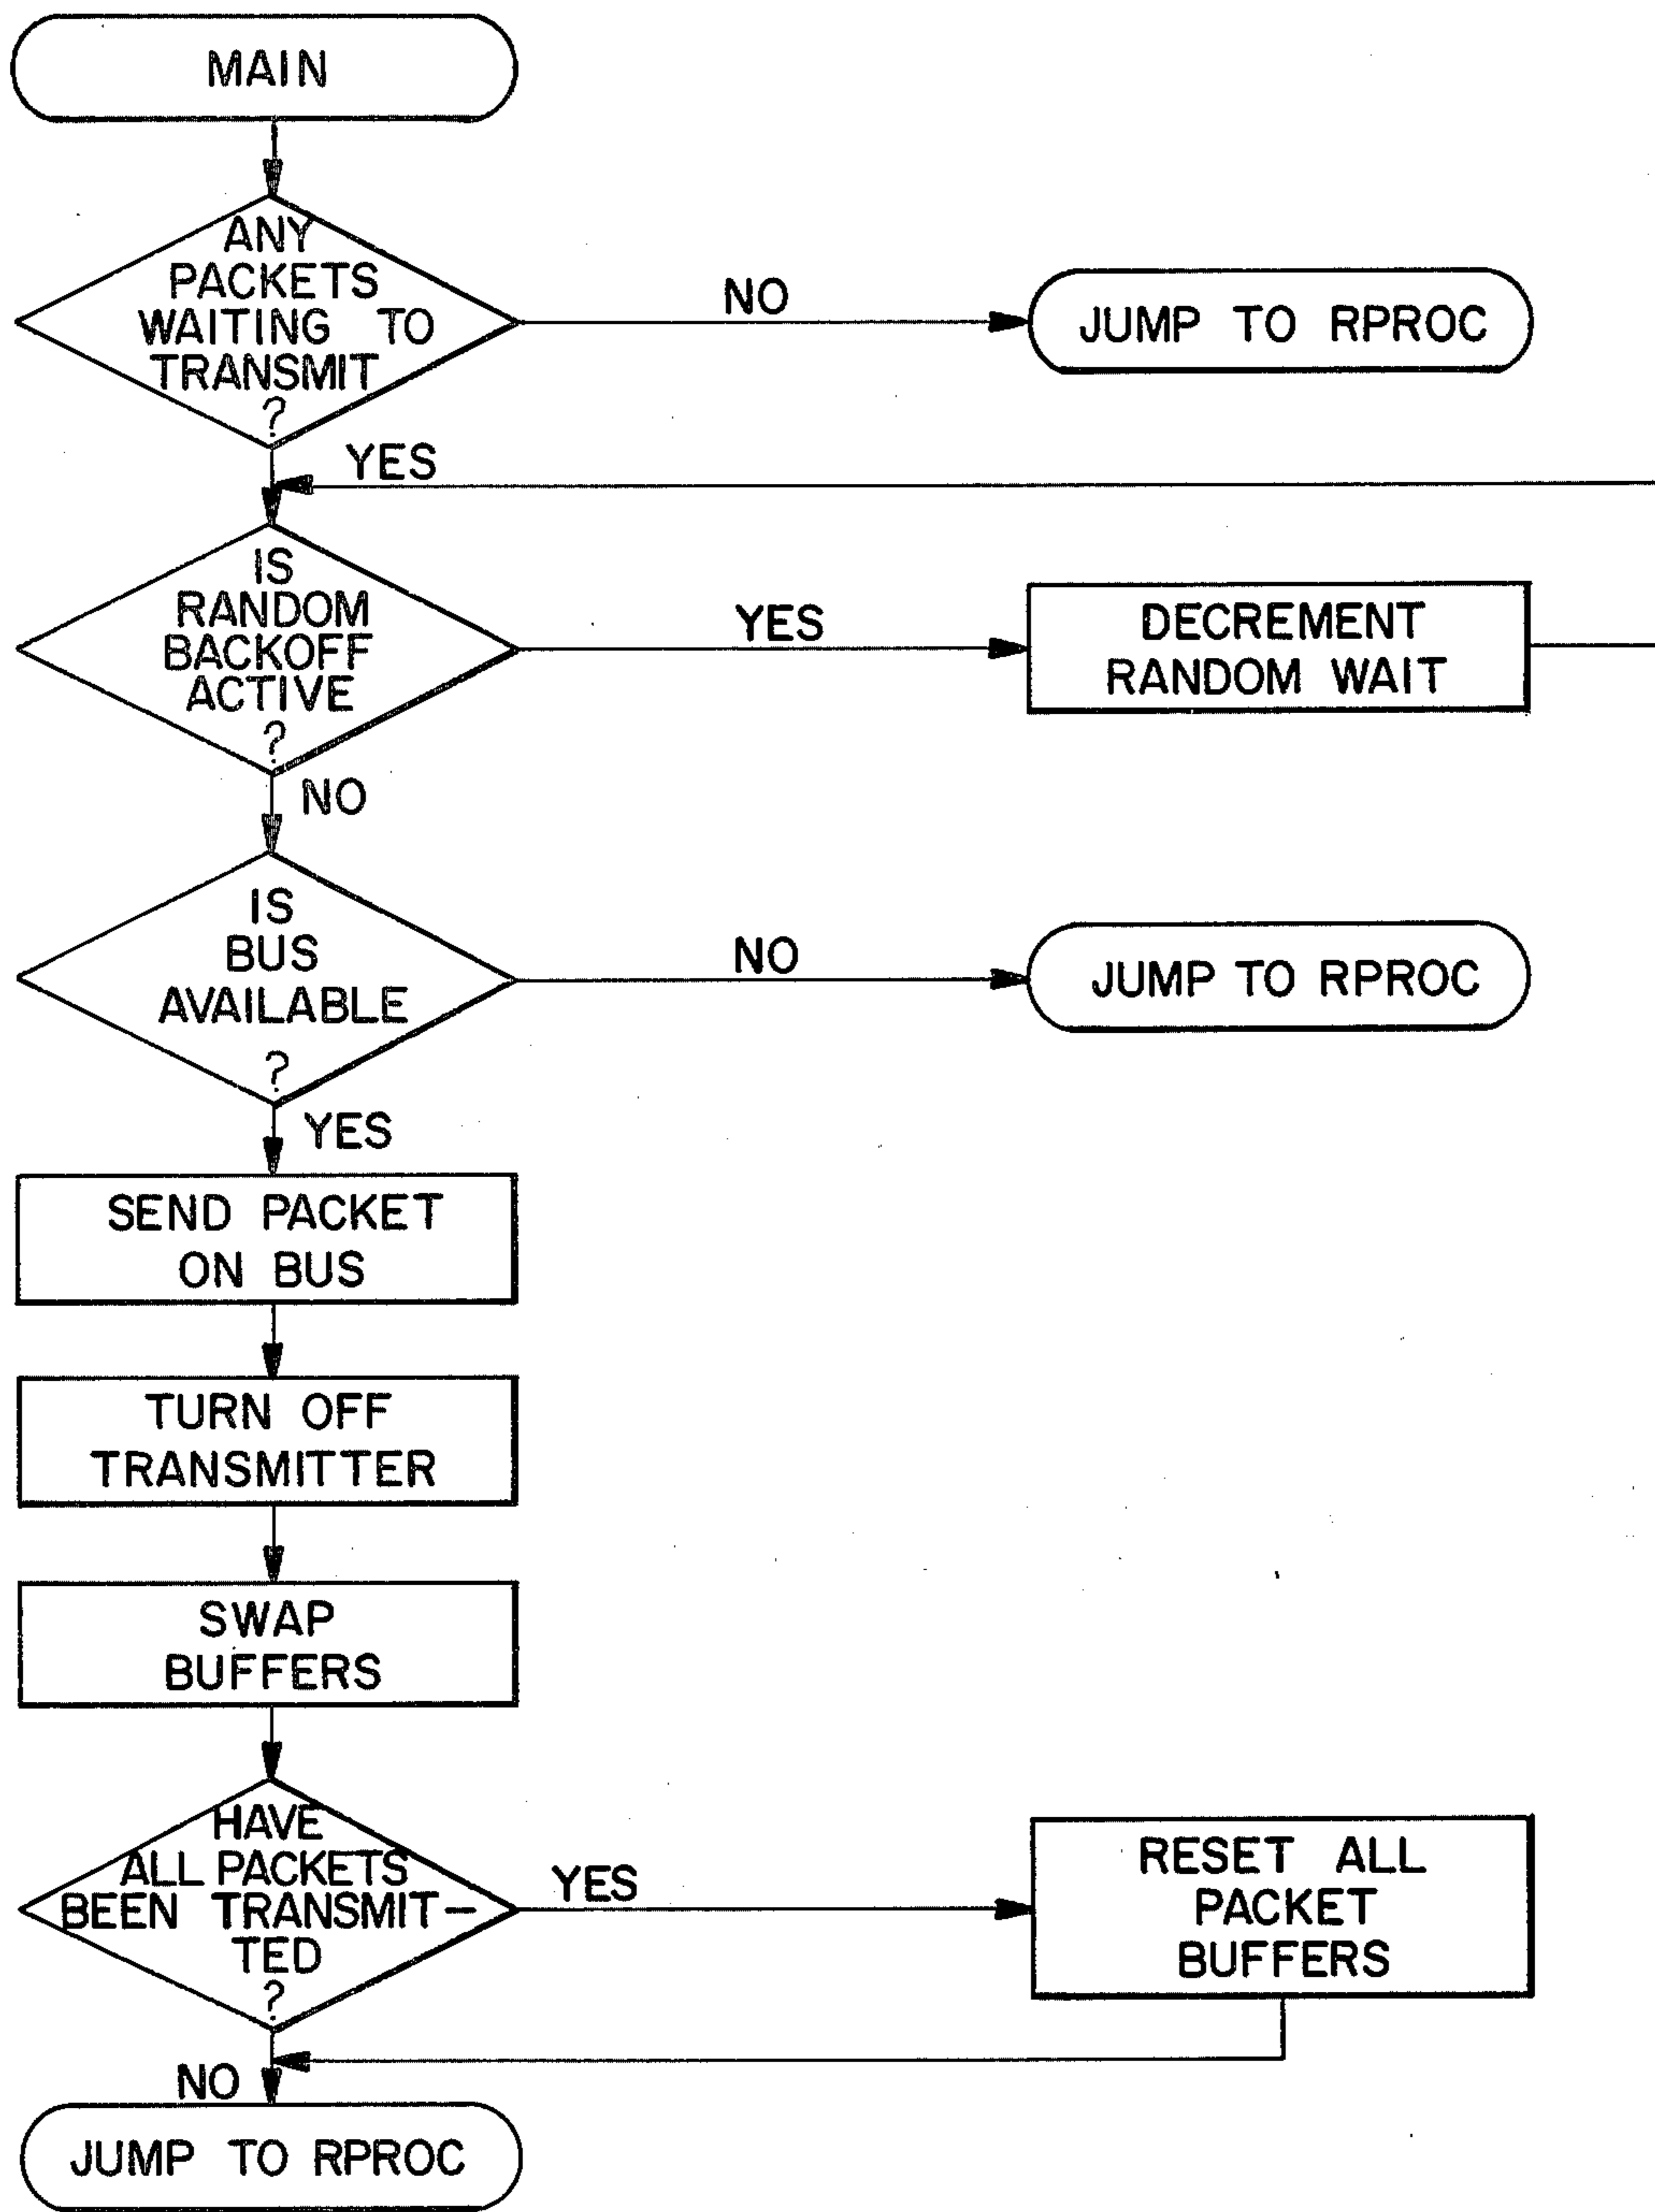 MAIN
ANY
PACKETS
WAITING TO
TRANSMIT
?
NO
JUMP TO RPROC
YES
IS
RANDOM
BACKOFF
ACTIVE
?
YES
DECREMENT
RANDOM WAIT
NO
IS
BUS
AVAILABLE
?
NO
JUMP TO RPROC
YES
SEND PACKET
ON BUS
TURN OFF
TRANSMITTER
SWAP
BUFFERS
HAVE
ALL PACKETS
BEEN TRANSMIT-
TED
?
YES
RESET ALL
PACKET
BUFFERS
NO
JUMP TO RPROC